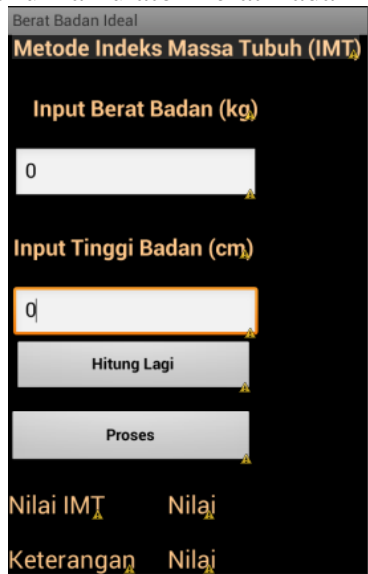 Berat Badan Ideal
Metode Indeks Massa Tubuh (IMT)
Input Berat Badan (kg)
0
Input Tinggi Badan (cm)
0
Hitung Lagi
Proses
Nilai IMT Nilai
Keterangan Nilai